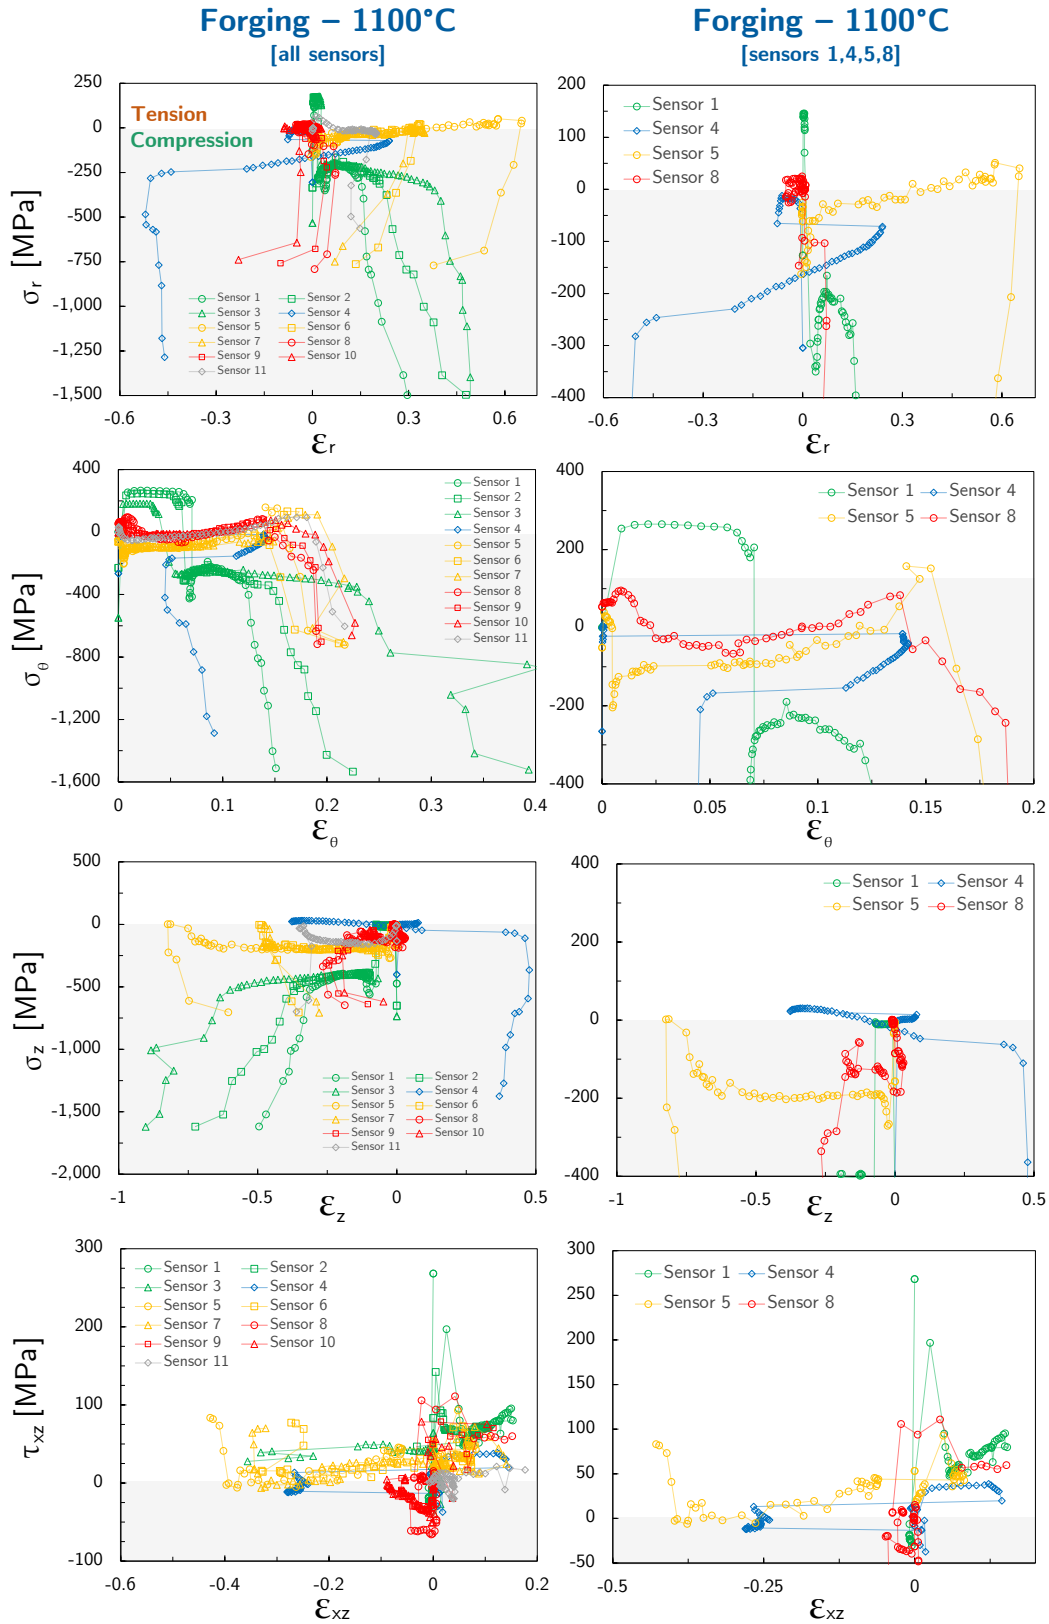 Forging – 1100°C
[all sensors]
Forging – 1100°C
[sensors 1,4,5,8]
σr [MPa]
250
0
-250
-500
-750
-1,000
-1,250
-1,500
Tension
Compression
Sensor 1
Sensor 2
Sensor 3
Sensor 4
Sensor 5
Sensor 6
Sensor 7
Sensor 8
Sensor 9
Sensor 10
Sensor 11
-0.6
-0.3
0
0.3
0.6
εr
200
100
0
-100
-200
-300
-400
Sensor 1
Sensor 4
Sensor 5
Sensor 8
-0.6
-0.3
0
0.3
0.6
εr
σθ [MPa]
400
0
-400
-800
-1,200
-1,600
Sensor 1
Sensor 2
Sensor 3
Sensor 4
Sensor 5
Sensor 6
Sensor 7
Sensor 8
Sensor 9
Sensor 10
Sensor 11
0
0.1
0.2
0.3
0.4
εθ
400
200
0
-200
-400
Sensor 1
Sensor 4
Sensor 5
Sensor 8
0
0.05
0.1
0.15
0.2
εθ
σz [MPa]
500
0
-500
-1,000
-1,500
-2,000
Sensor 1
Sensor 2
Sensor 3
Sensor 4
Sensor 5
Sensor 6
Sensor 7
Sensor 8
Sensor 9
Sensor 10
Sensor 11
-1
-0.5
0
0.5
εz
400
200
0
-200
-400
Sensor 1
Sensor 4
Sensor 5
Sensor 8
-1
-0.5
0
0.5
εz
τxz [MPa]
300
200
100
0
-100
Sensor 1
Sensor 2
Sensor 3
Sensor 4
Sensor 5
Sensor 6
Sensor 7
Sensor 8
Sensor 9
Sensor 10
Sensor 11
-0.6
-0.4
-0.2
0
0.2
εxz
300
250
200
150
100
50
0
-50
Sensor 1
Sensor 4
Sensor 5
Sensor 8
-0.5
-0.25
0
εxz